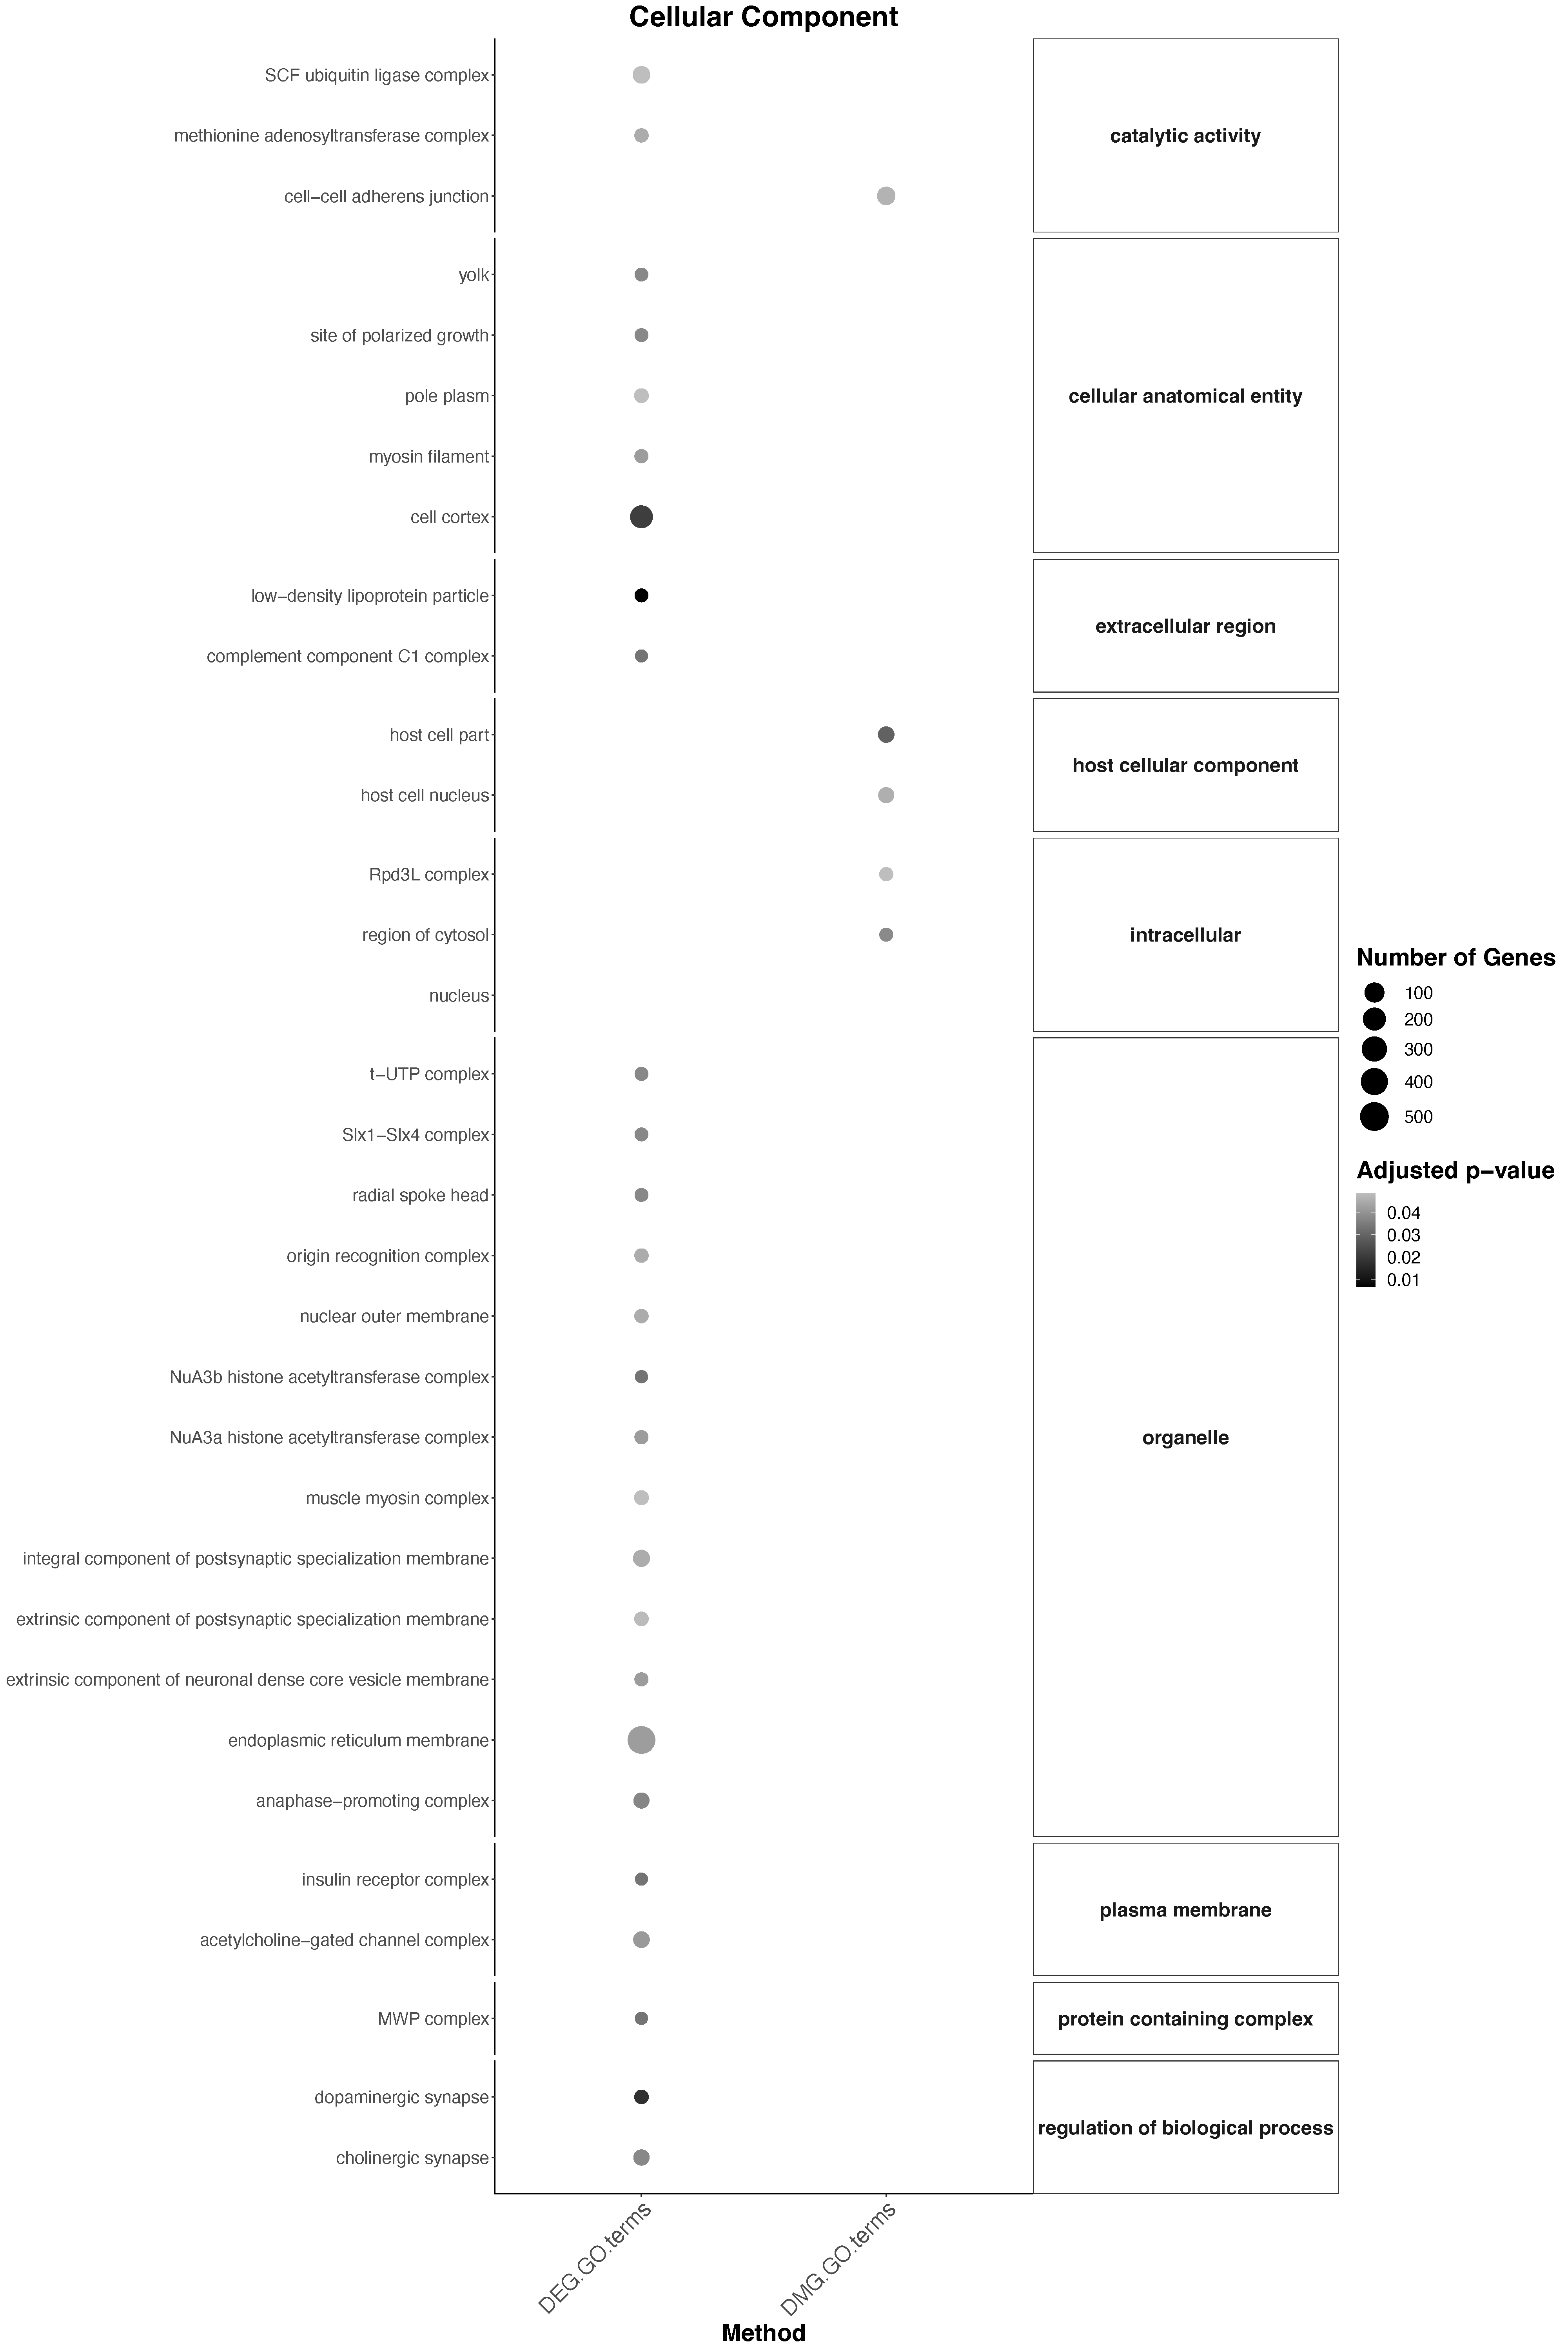 Cellular Component
SCF ubiquitin ligase complex
methionine adenosyltransferase complex
cell−cell adherens junction
catalytic activity
yolk
site of polarized growth
pole plasm
myosin filament
cell cortex
cellular anatomical entity
low−density lipoprotein particle
complement component C1 complex
extracellular region
host cell part
host cell nucleus
host cellular component
Rpd3L complex
region of cytosol
nucleus
intracellular
t−UTP complex
Slx1−Slx4 complex
radial spoke head
origin recognition complex
nuclear outer membrane
NuA3b histone acetyltransferase complex
NuA3a histone acetyltransferase complex
muscle myosin complex
integral component of postsynaptic specialization membrane
extrinsic component of postsynaptic specialization membrane
extrinsic component of neuronal dense core vesicle membrane
endoplasmic reticulum membrane
anaphase−promoting complex
organelle
insulin receptor complex
acetylcholine−gated channel complex
plasma membrane
MWP complex
protein containing complex
dopaminergic synapse
cholinergic synapse
regulation of biological process
DEG.GO.terms
DMG.GO.terms
Method
Number of Genes
100
200
300
400
500
Adjusted p−value
0.04
0.03
0.02
0.01